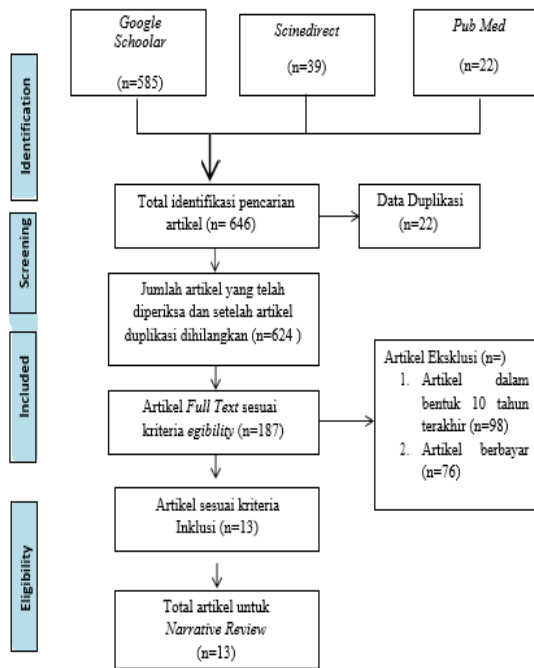 Google
Schoolar
(n=585)
Scinedirect
(n=39)
Pub Med
(n=22)
Identification
Total identifikasi pencarian
artikel (n= 646)
Data Duplikasi
(n=22)
Screening
Jumlah artikel yang telah
diperiksa dan setelah artikel
duplikasi dihilangkan (n=624 )
Included
Artikel Full Text sesuai
kriteria egibility (n=187)
Artikel Eksklusi (n=)
1. Artikel dalam
bentuk 10 tahun
terakhir (n=98)
2. Artikel berbayar
(n=76)
Artikel sesuai kriteria
Inklusi (n=13)
Eligibility
Total artikel untuk
Narrative Review
(n=13)